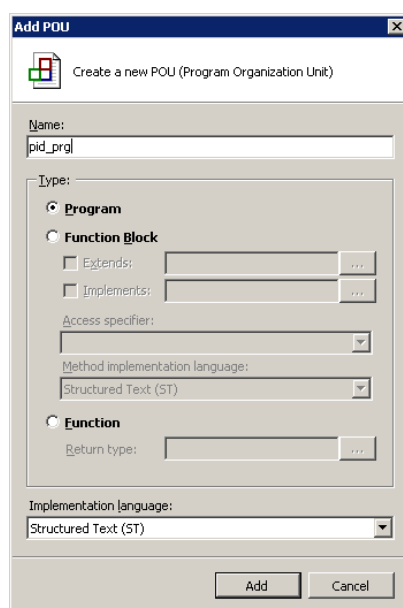 Add POU
Create a new POU (Program Organization Unit)
Name:
pid_prg
Type:
Program
Function Block
Extends:
...
Implements:
...
Access specifier:
Method implementation language:
Structured Text (ST)
Function
Return type:
...
Implementation language:
Structured Text (ST)
Add Cancel